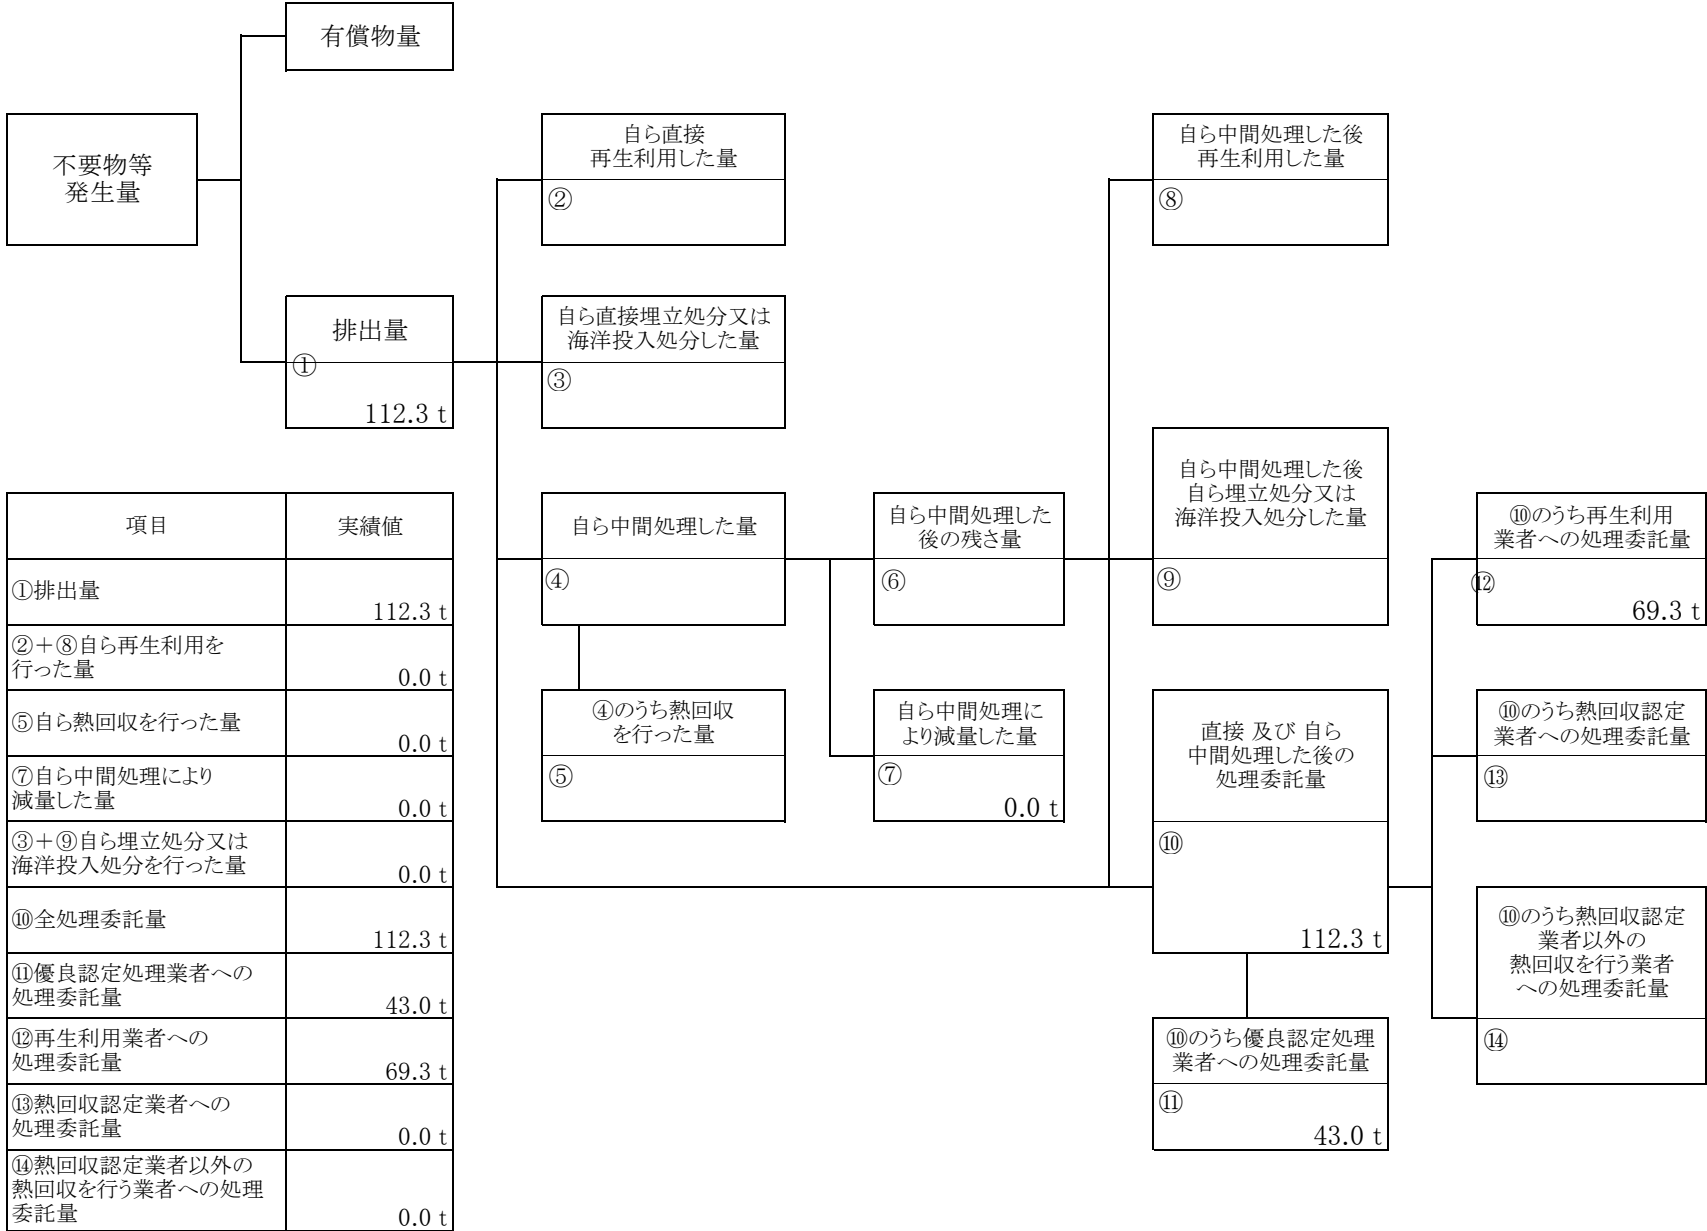 有償物量
不要物等
発生量
自ら直接
再生利用した量
②
自ら中間処理した後
再生利用した量
⑧
排出量
①
112.3 t
自ら直接埋立処分又は
海洋投入処分した量
③
自ら中間処理した量
④
自ら中間処理した
後の残さ量
⑥
自ら中間処理した後
自ら埋立処分又は
海洋投入処分した量
⑨
⑩のうち再生利用
業者への処理委託量
⑫
69.3 t
④のうち熱回収
を行った量
⑤
自ら中間処理に
より減量した量
⑦
0.0 t
直接 及び 自ら
中間処理した後の
処理委託量
⑩
112.3 t
⑩のうち熱回収認定
業者への処理委託量
⑬
⑩のうち熱回収認定
業者以外の
熱回収を行う業者
への処理委託量
⑭
⑩のうち優良認定処理
業者への処理委託量
⑪
43.0 t
項目 実績値
①排出量
112.3 t
②+⑧自ら再生利用を
行った量
0.0 t
⑤自ら熱回収を行った量
0.0 t
⑦自ら中間処理により
減量した量
0.0 t
③+⑨自ら埋立処分又は
海洋投入処分を行った量
0.0 t
⑩全処理委託量
112.3 t
⑪優良認定処理業者への
処理委託量
43.0 t
⑫再生利用業者への
処理委託量
69.3 t
⑬熱回収認定業者への
処理委託量
0.0 t
⑭熱回収認定業者以外の
熱回収を行う業者への処理
委託量
0.0 t